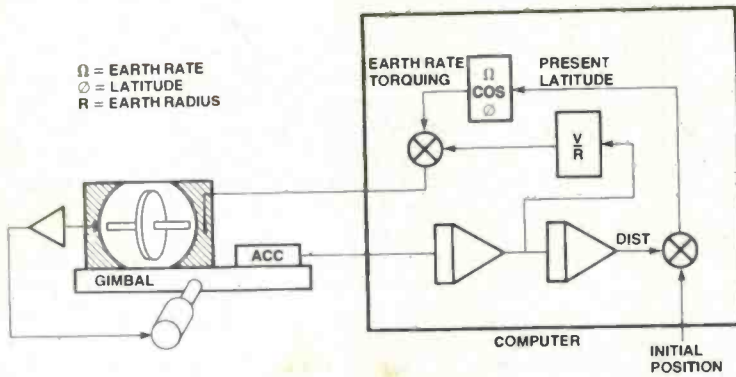 Ω = EARTH RATE
∅ = LATITUDE
R = EARTH RADIUS
EARTH RATE
TORQUING
Ω
COS
∅
PRESENT
LATITUDE
V
R
ACC
GIMBAL
DIST
COMPUTER
INITIAL
POSITION